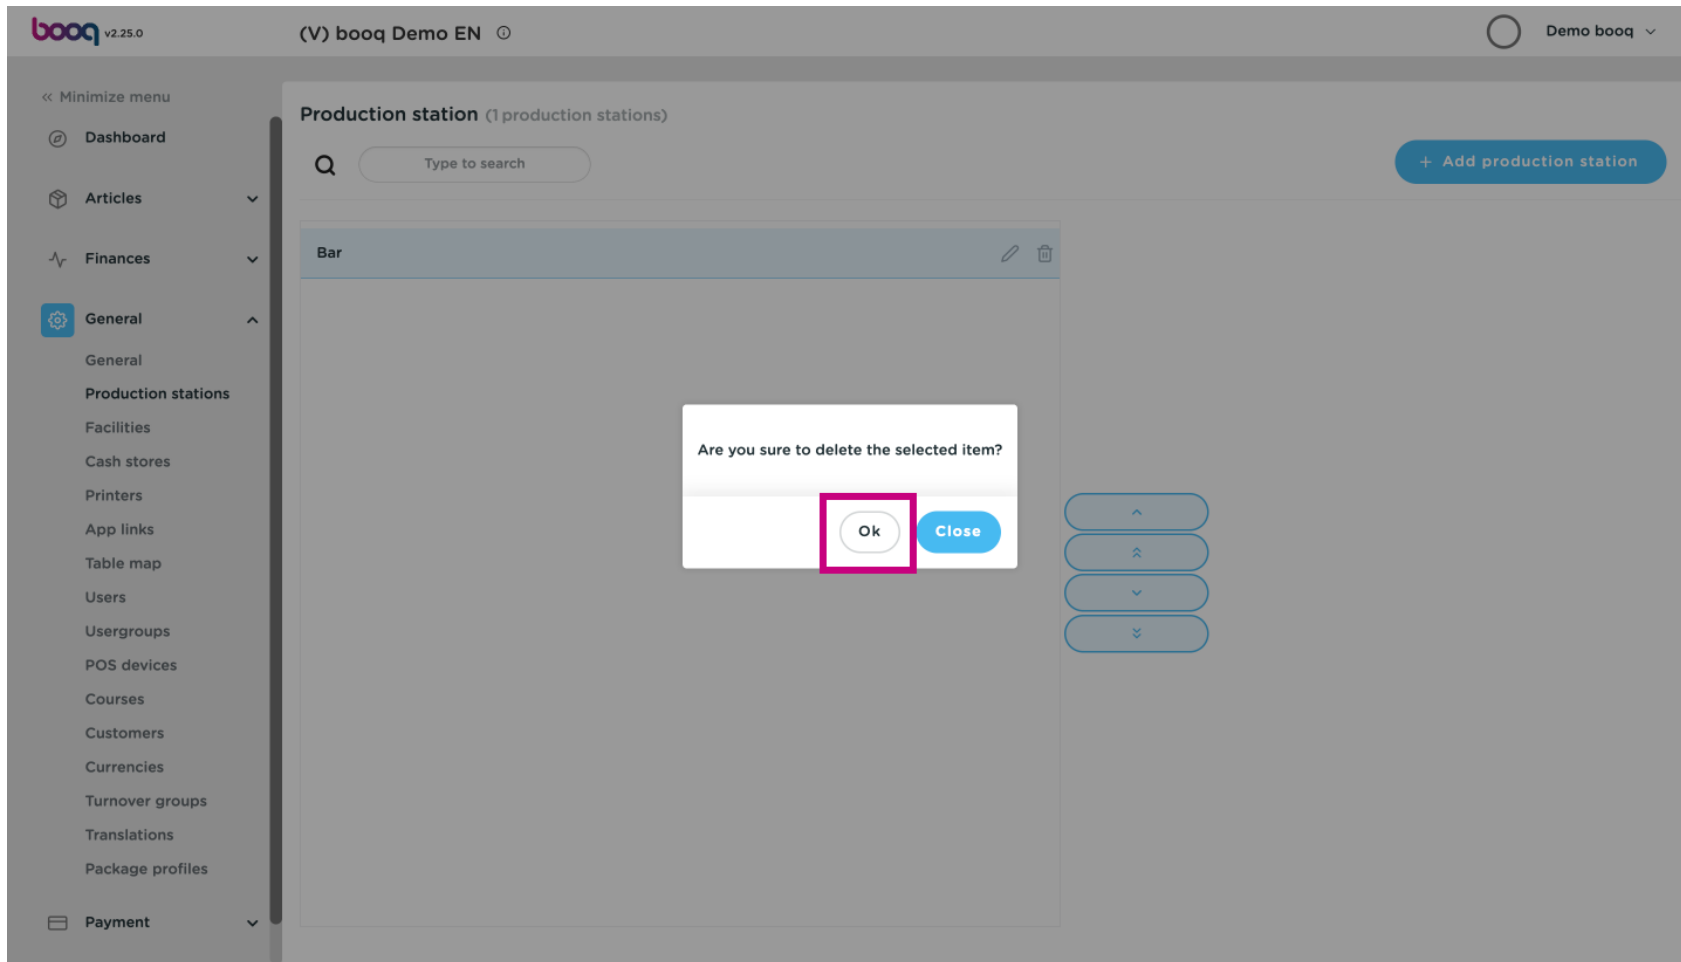 booq v2.25.0
(V) booq Demo EN
Demo booq
« Minimize menu
Dashboard
Articles
Finances
General
General
Production stations
Facilities
Cash stores
Printers
App links
Table map
Users
Usergroups
POS devices
Courses
Customers
Currencies
Turnover groups
Translations
Package profiles
Payment
Production station (1 production stations)
Type to search
+ Add production station
Bar
Are you sure to delete the selected item?
Ok
Close